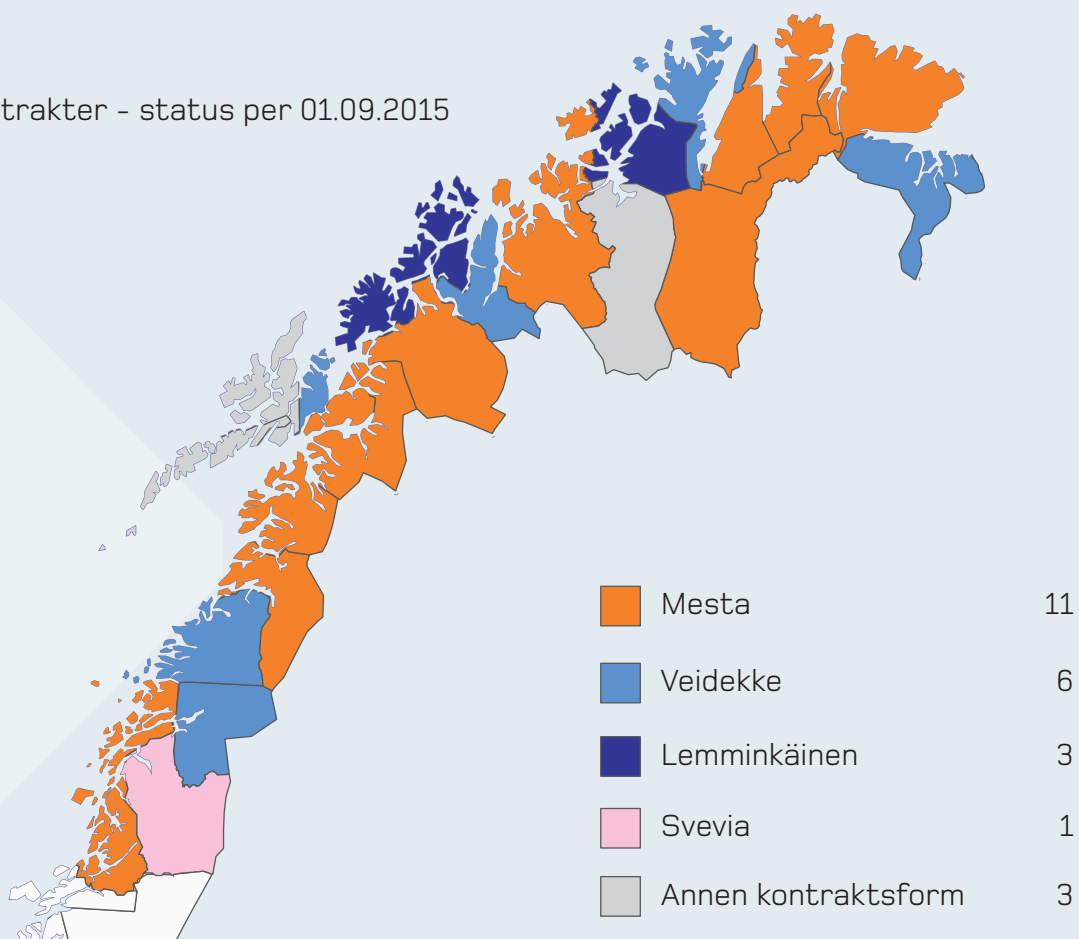 trakter - status per 01.09.2015
Mesta 11
Veidekke 6
Lemminkäinen 3
Svevia 1
Annen kontraktsform 3